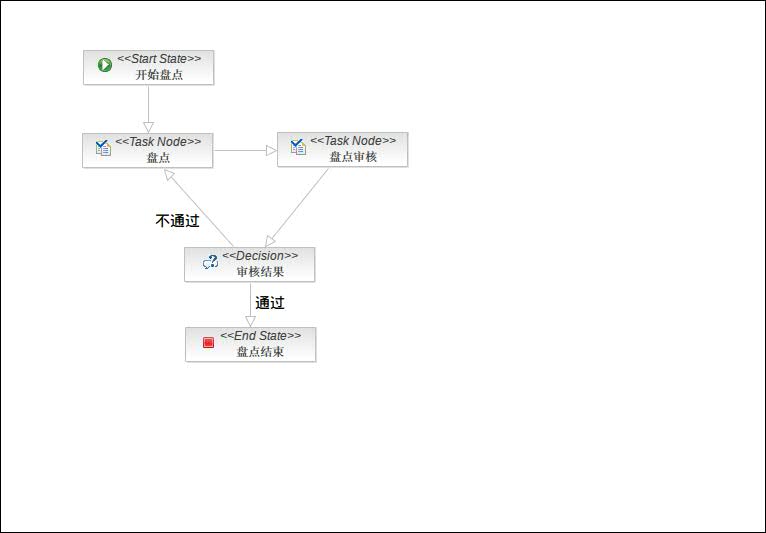 <<Start State>>
开始盘点
<<Task Node>>
盘点
<<Task Node>>
盘点审核
不通过
<<Decision>>
审核结果
通过
<<End State>>
盘点结束